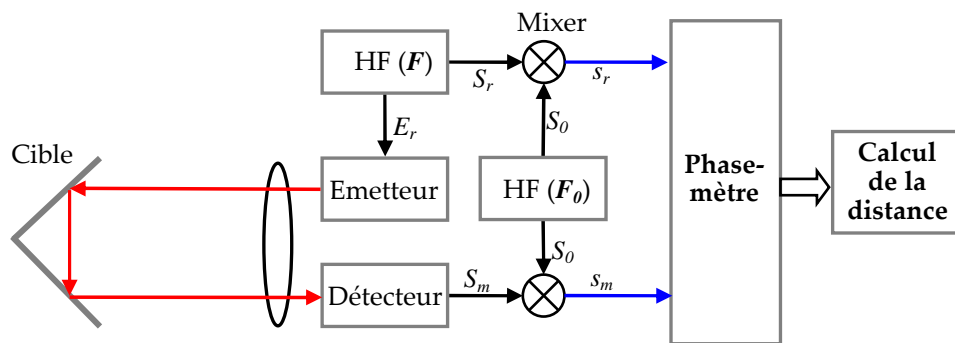 Mixer
HF (F)
S_r
s_r
E_r
S_0
Cible
Emetteur
HF (F_0)
Phase-
mètre
Calcul
de la
distance
S_0
Détecteur
S_m
s_m